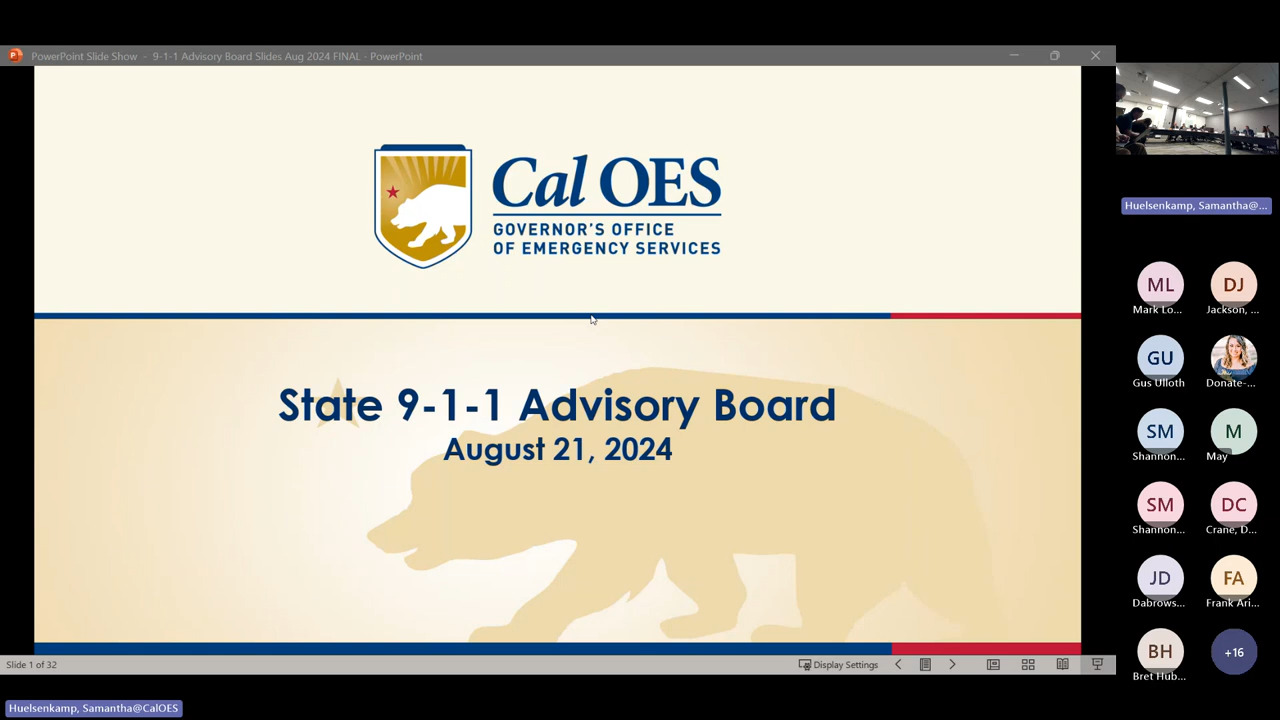 PowerPoint Slide Show - 9-1-1 Advisory Board Slides Aug 2024 FINAL - PowerPoint
Cal OES
GOVERNOR'S OFFICE
OF EMERGENCY SERVICES
State 9-1-1 Advisory Board
August 21, 2024
Slide 1 of 32
Display Settings
Huelsenkamp, Samantha@CalOES
Huelsenkamp, Samantha@...
ML
Mark Lo...
DJ
Jackson, ...
GU
Gus Ulloth
Donate-...
SM
Shannon...
M
May
SM
Shannon...
DC
Crane, D...
JD
Dabrows...
FA
Frank Ari...
BH
Bret Hub...
+16